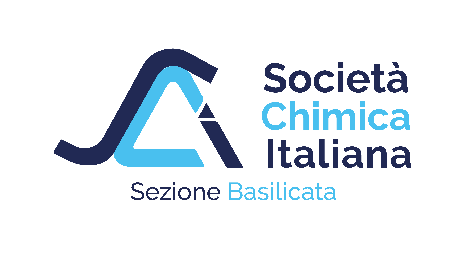 Società
Chimica
Italiana
Sezione Basilicata